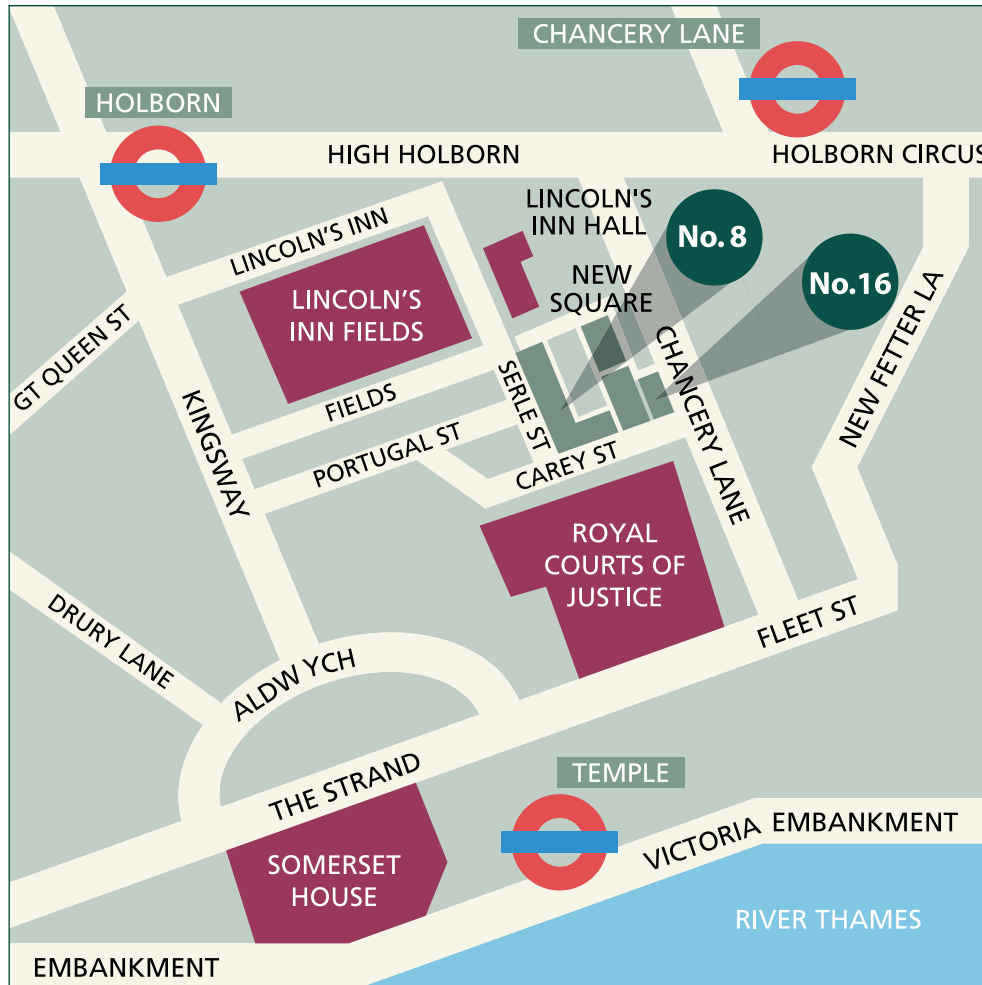 CHANCERY LANE
HOLBORN
HIGH HOLBORN
HOLBORN CIRCUS
LINCOLN'S
INN HALL
No. 8
No.16
LINCOLN'S INN
NEW
SQUARE
LINCOLN'S
INN FIELDS
GT QUEEN ST
NEW FETTER LA
FIELDS
SERLE ST
CHANCERY LANE
KINGSWAY
PORTUGAL ST
CAREY ST
ROYAL
COURTS OF
JUSTICE
DRURY LANE
FLEET ST
ALDWYCH
THE STRAND
TEMPLE
VICTORIA
EMBANKMENT
SOMERSET
HOUSE
RIVER THAMES
EMBANKMENT